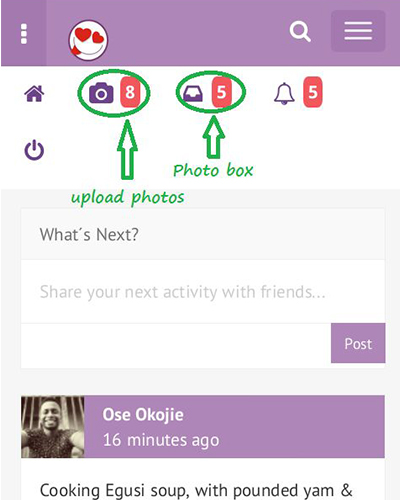 8
5
5
Photo box
upload photos
What´s Next?
Share your next activity with friends...
Post
Ose Okojie
16 minutes ago
Cooking Egusi soup, with pounded yam &